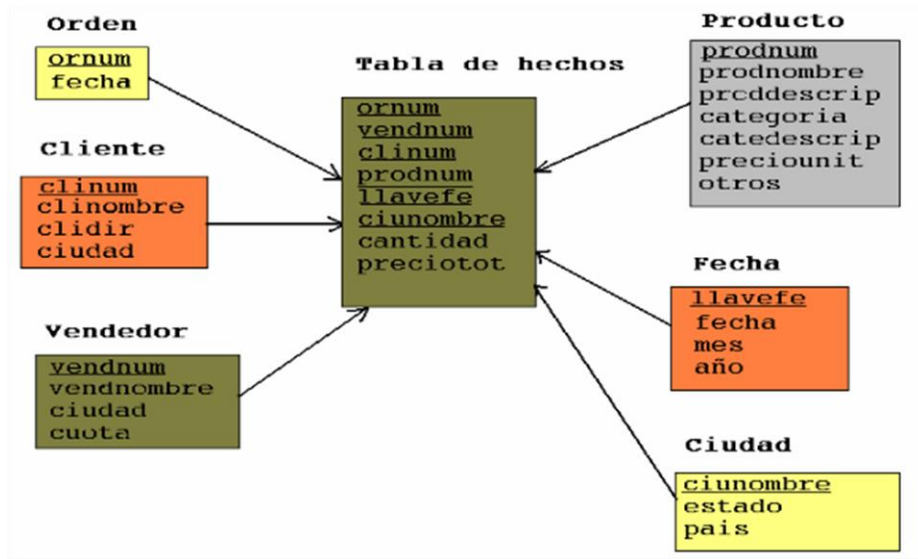 Orden
ornum
fecha
Cliente
clinum
clinombre
clidir
ciudad
Vendedor
vendnum
vendnombre
ciudad
cuota
Tabla de hechos
ornum
vendnum
clinum
prodnum
llavefe
ciunombre
cantidad
preciotot
Producto
prodnum
prodnombre
prcddescrip
categoria
catedescrip
preciounit
otros
Fecha
llavefe
fecha
mes
año
Ciudad
ciunombre
estado
pais